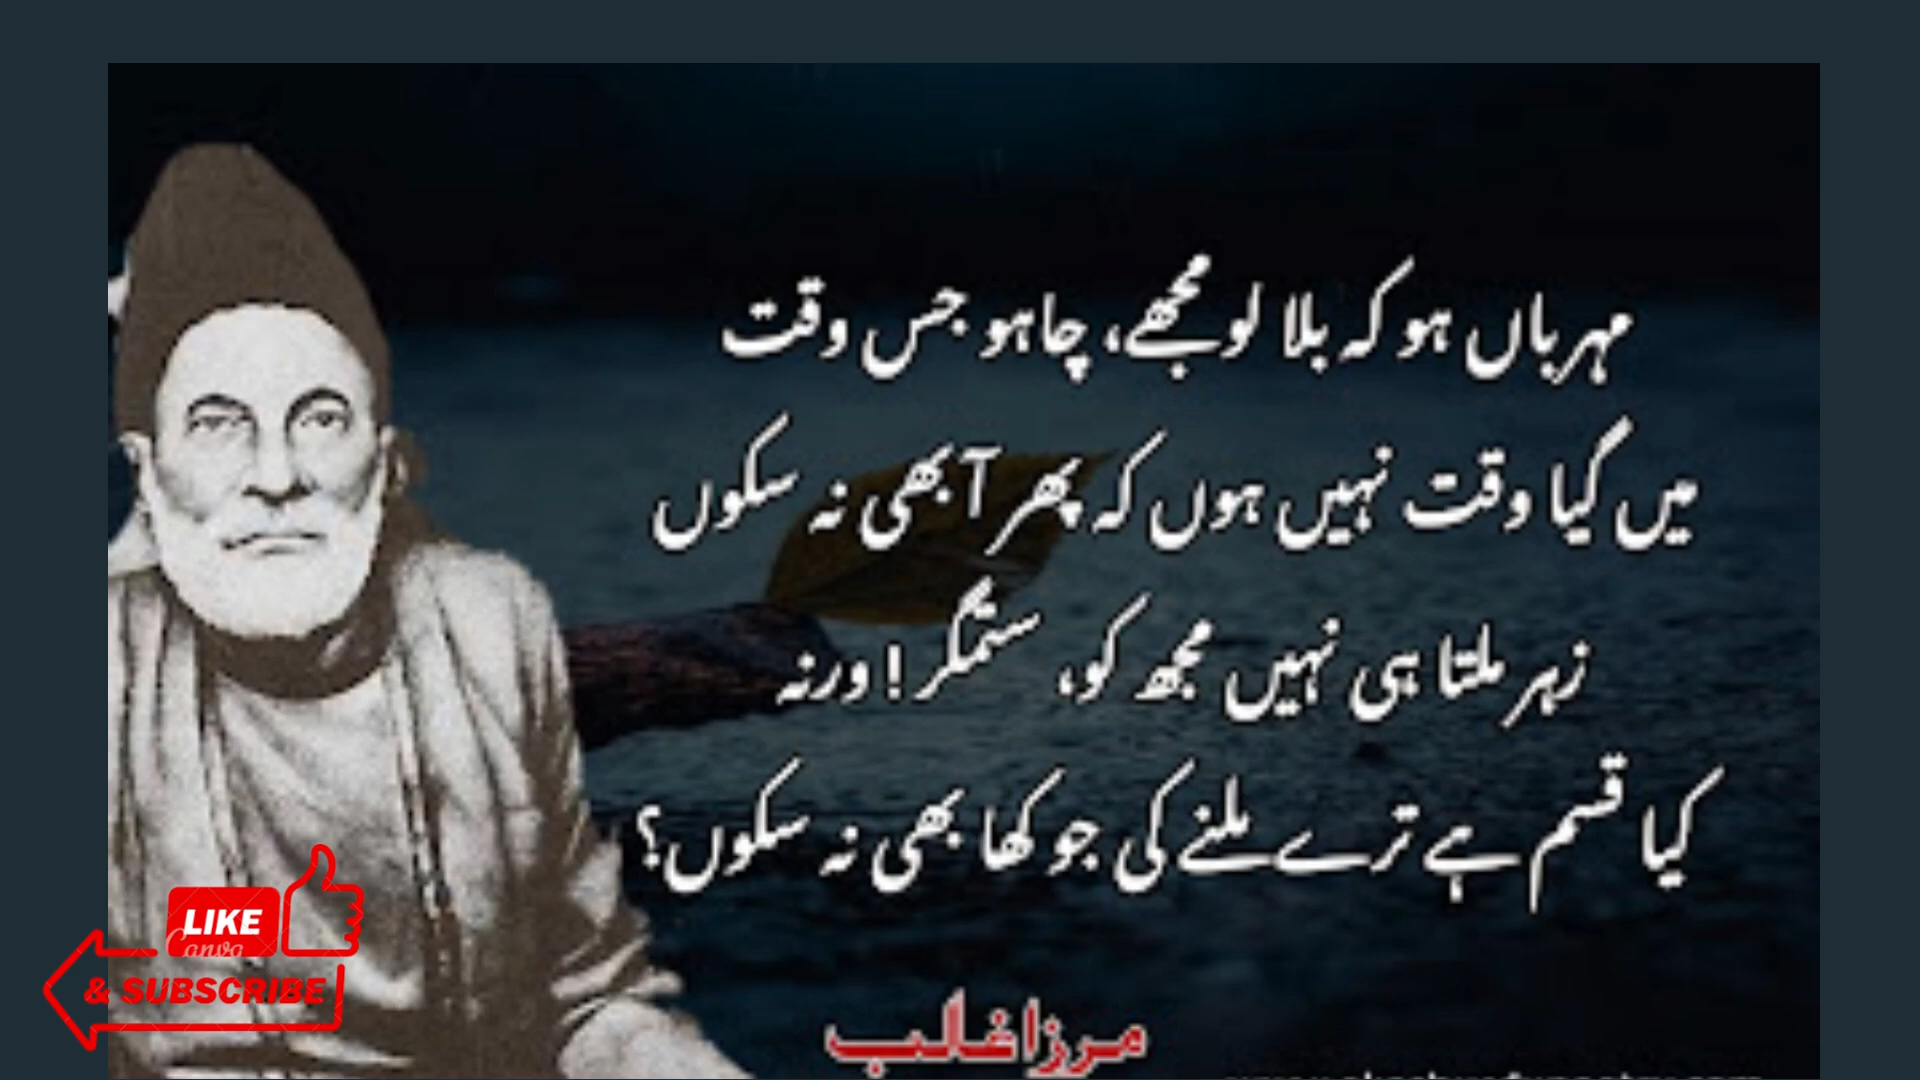 مہرباں ہو کہ بلا لو مجھے، چاہو جس وقت
میں گیا وقت نہیں ہوں کہ پھر آ بھی نہ سکوں
زہر ملتا ہی نہیں مجھ کو، ستمگر! ورنہ
کیا قسم ہے ترے ملنے کی جو کھا بھی نہ سکوں؟
مرزا غالب
LIKE
Canva
& SUBSCRIBE